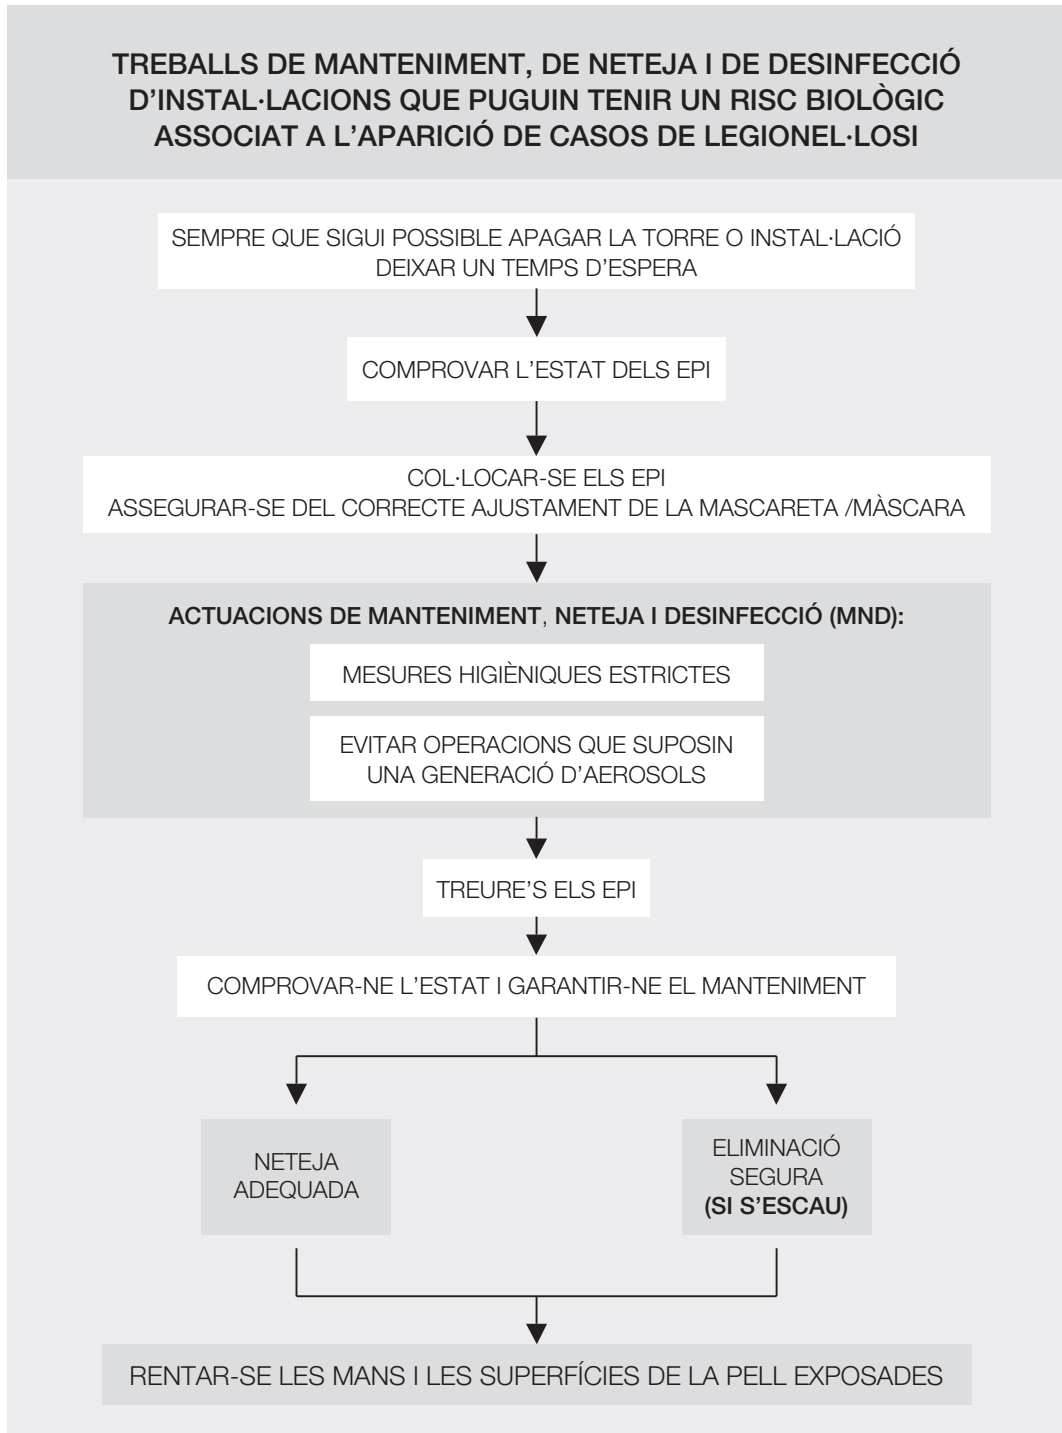 TREBALLS DE MANTENIMENT, DE NETEJA I DE DESINFECCIÓ
D’INSTAL·LACIONS QUE PUGUIN TENIR UN RISC BIOLÒGIC
ASSOCIAT A L’APARICIÓ DE CASOS DE LEGIONEL·LOSI
SEMPRE QUE SIGUI POSSIBLE APAGAR LA TORRE O INSTAL·LACIÓ
DEIXAR UN TEMPS D’ESPERA
COMPROVAR L’ESTAT DELS EPI
COL·LOCAR-SE ELS EPI
ASSEGURAR-SE DEL CORRECTE AJUSTAMENT DE LA MASCARETA /MÀSCARA
ACTUACIONS DE MANTENIMENT, NETEJA I DESINFECCIÓ (MND):
MESURES HIGIÈNIQUES ESTRICTES
EVITAR OPERACIONS QUE SUPOSIN
UNA GENERACIÓ D’AEROSOLS
TREURE’S ELS EPI
COMPROVAR-NE L’ESTAT I GARANTIR-NE EL MANTENIMENT
NETEJA
ADEQUADA
ELIMINACIÓ
SEGURA
(SI S’ESCAU)
RENTAR-SE LES MANS I LES SUPERFÍCIES DE LA PELL EXPOSADES